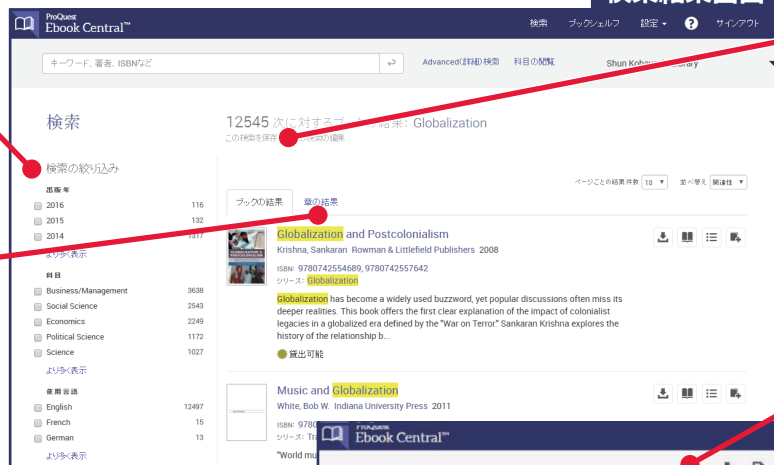 ProQuest
Ebook Central™
検索 ブックシェルフ 設定 ? サインアウト
キーワード、著者、ISBNなど
Advanced(詳細)検索 科目の閲覧 Shun
検索
12545 次に対する 結果: Globalization
この検索を保存 検索の編集
検索の絞り込み
ページごとの結果件数 10 並べ替え 関連性
出版年
2016 116
2015 132
2014 1317
より多く表示
ブックの結果 章の結果
科目
Business/Management 3638
Social Science 2543
Economics 2249
Political Science 1172
Science 1027
より多く表示
使用言語
English 12497
French 15
German 13
より多く表示
Globalization and Postcolonialism
Krishna, Sankaran Rowman & Littlefield Publishers 2008
ISBN: 9780742554689, 9780742557642
シリーズ: Globalization
Globalization has become a widely used buzzword, yet popular discussions often miss its
deeper realities. This book offers the first clear explanation of the impact of colonialist
legacies in a globalized era defined by the "War on Terror." Sankaran Krishna explores the
history of the relationship b...
貸出可能
Music and Globalization
White, Bob W. Indiana University Press 2011
ISBN: 9780
シリーズ:
"World mu
ProQuest
Ebook Central™